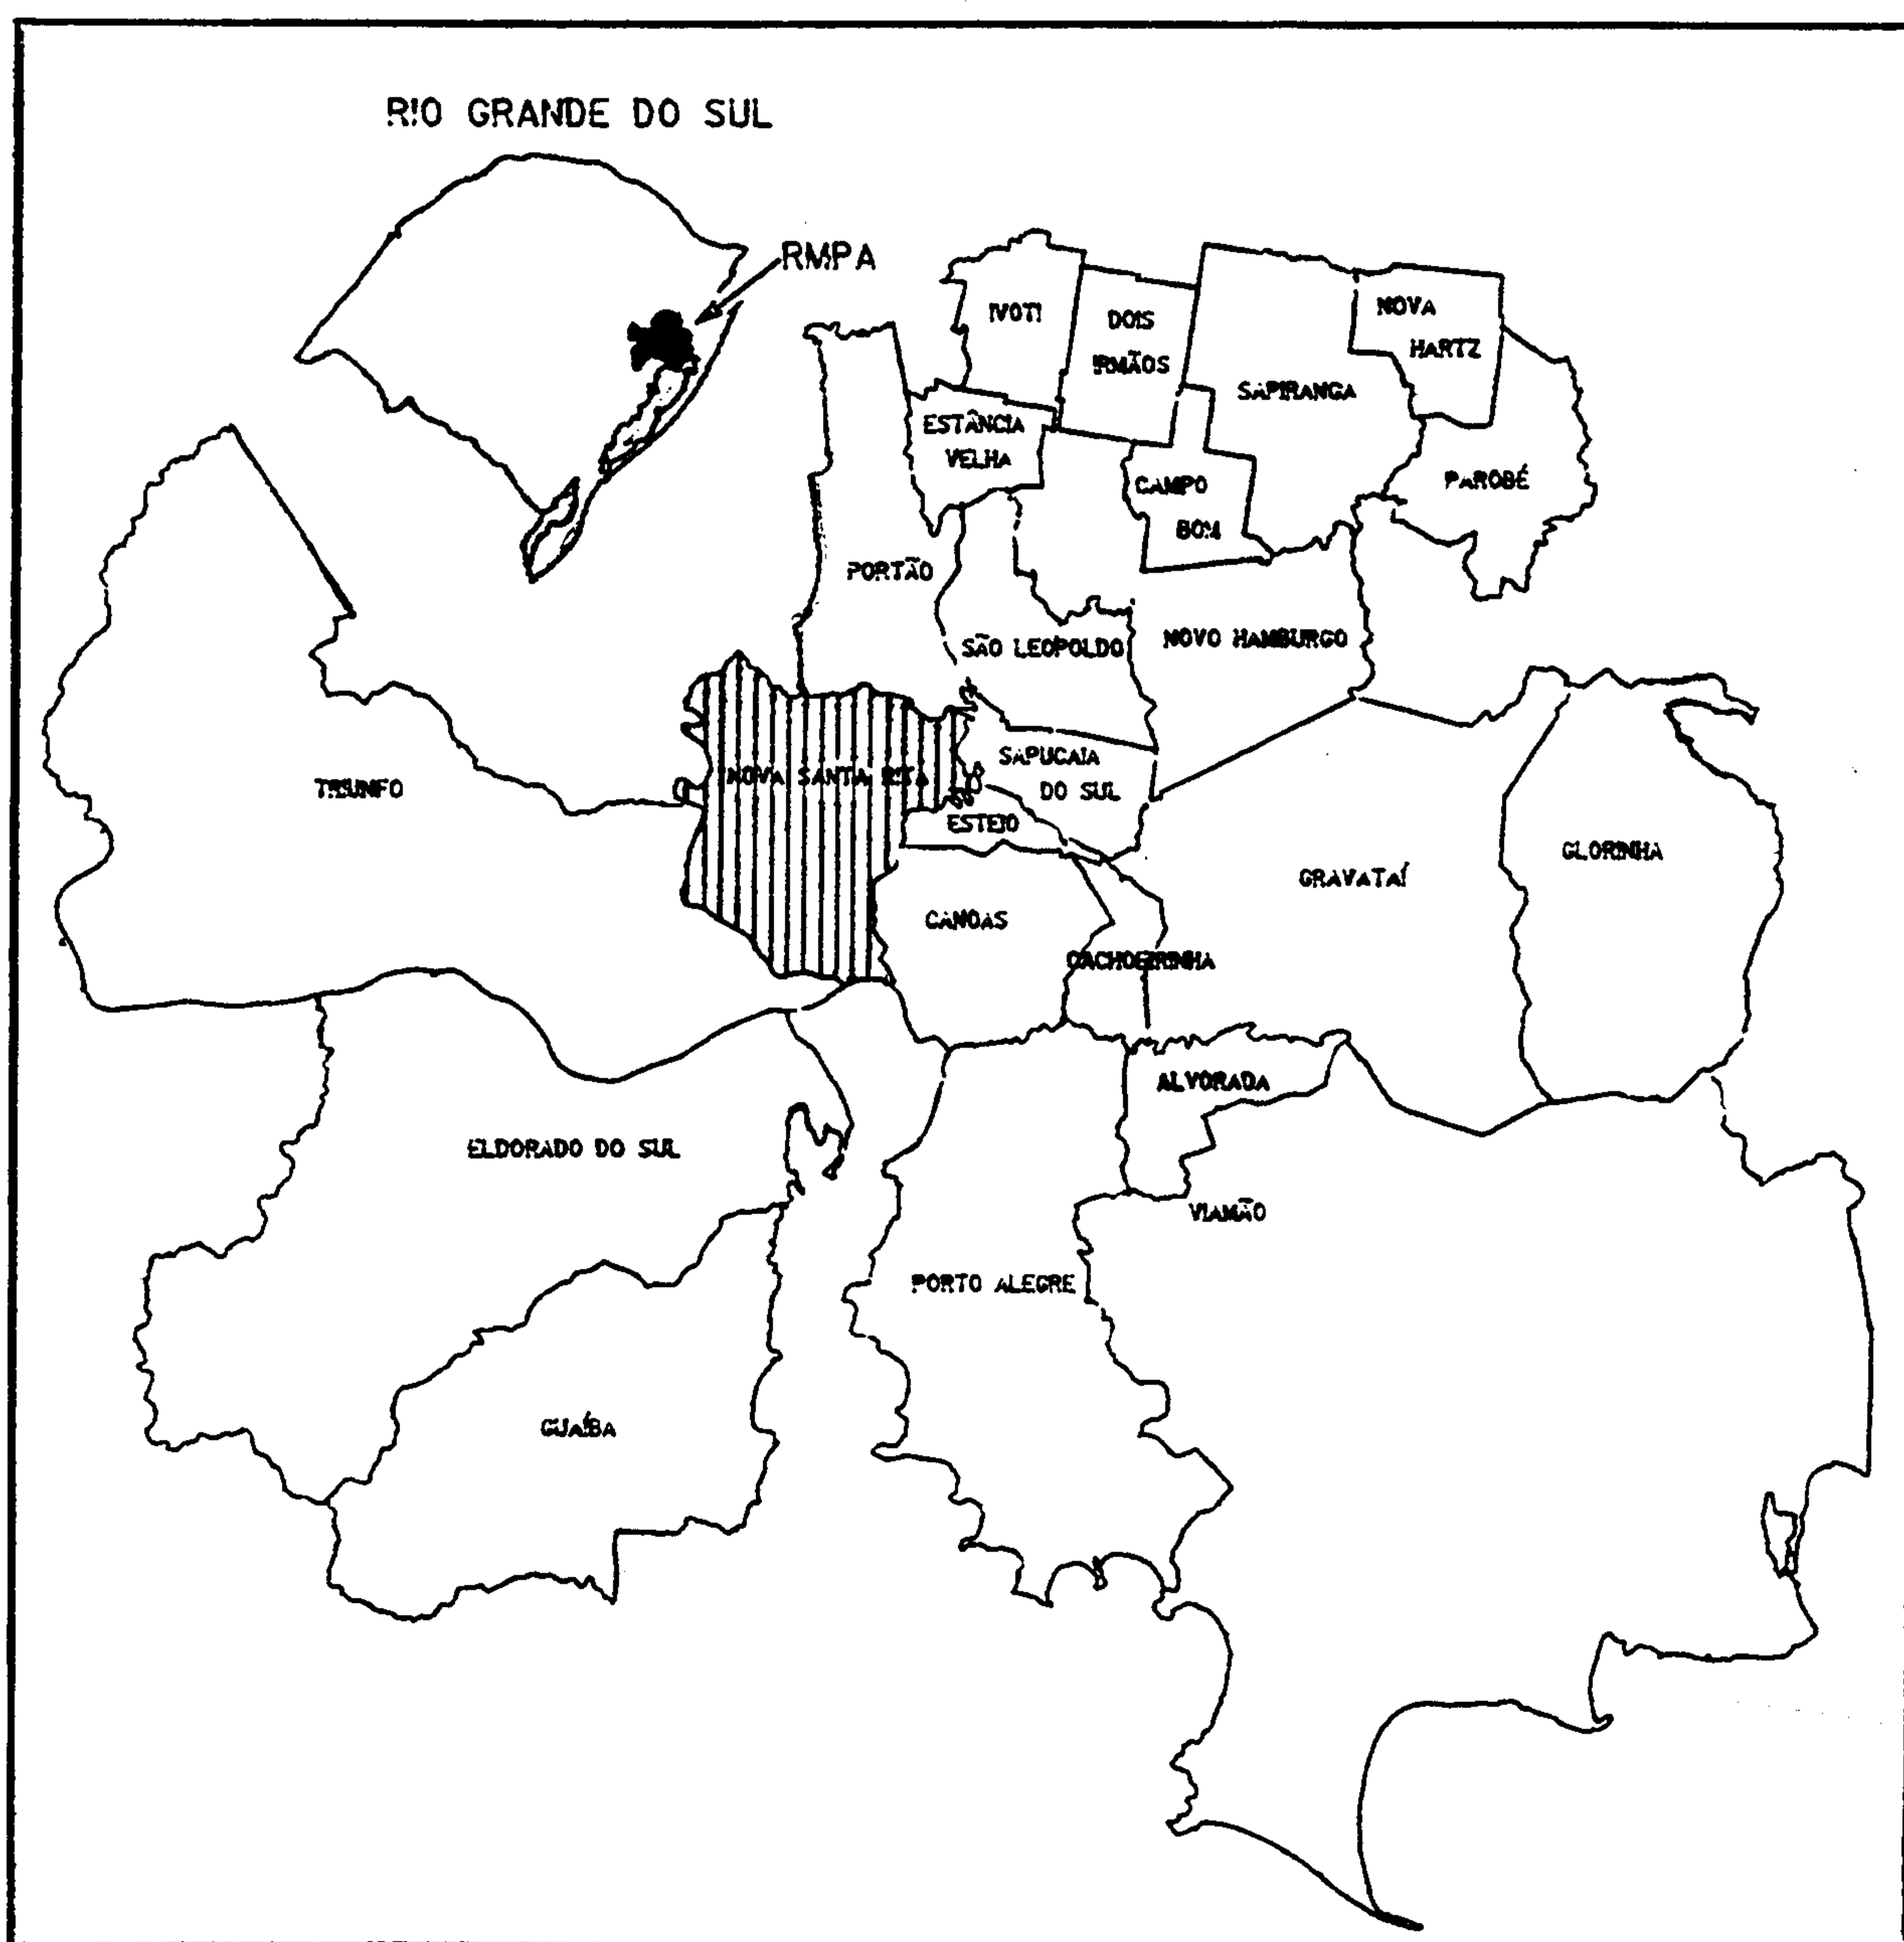 RIO GRANDE DO SUL
RMPA
IVOTI
DOIS
IRMÃOS
NOVA
HARTZ
SAPIRANGA
ESTÂNCIA
VELHA
CAMPO
BOM
PAROBÉ
PORTÃO
SÃO LEOPOLDO
NOVO HAMBURGO
TRIUNFO
NOVA SANTA RITA
SAPUCAIA
DO SUL
ESTEIO
GLORINHA
GRAVATAÍ
CANOAS
CACHOEIRINHA
ALVORADA
ELDORADO DO SUL
VIAMÃO
PORTO ALEGRE
GUAÍBA